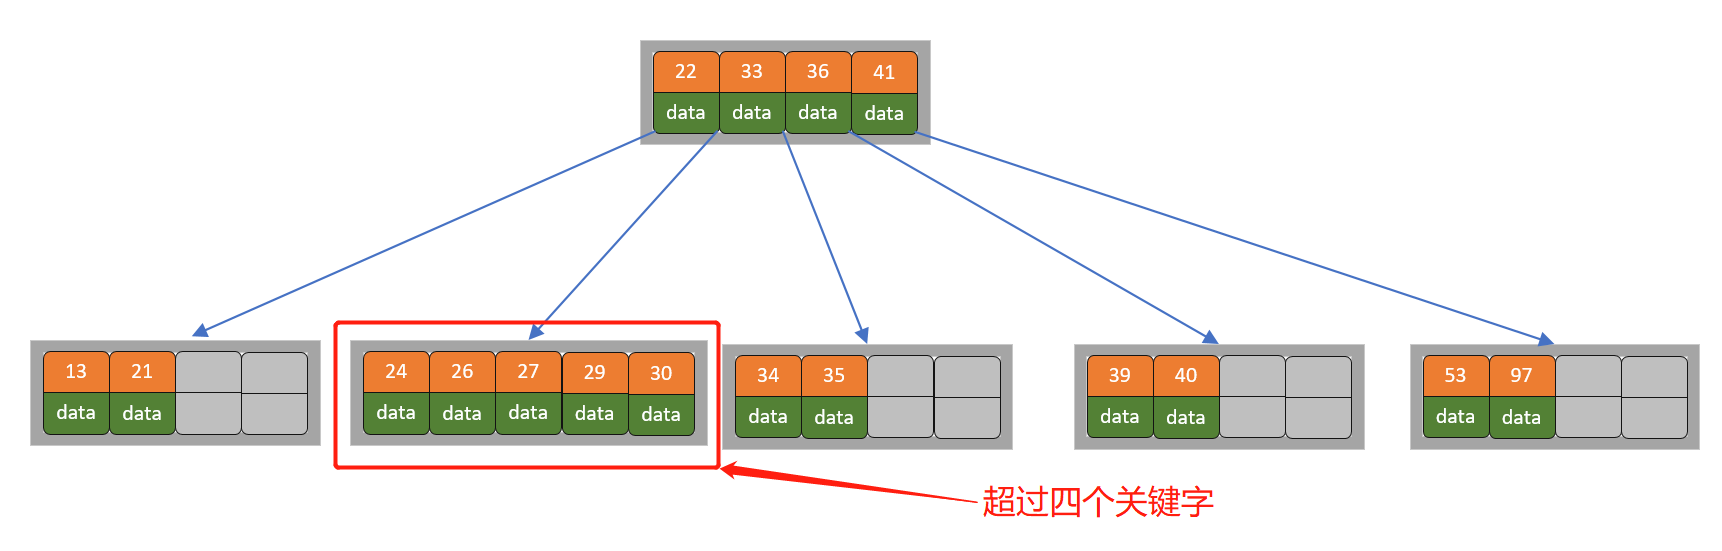 22 33 36 41
data data data data
13 21
data data
24 26 27 29 30
data data data data data
34 35
data data
39 40
data data
53 97
data data
超过四个关键字